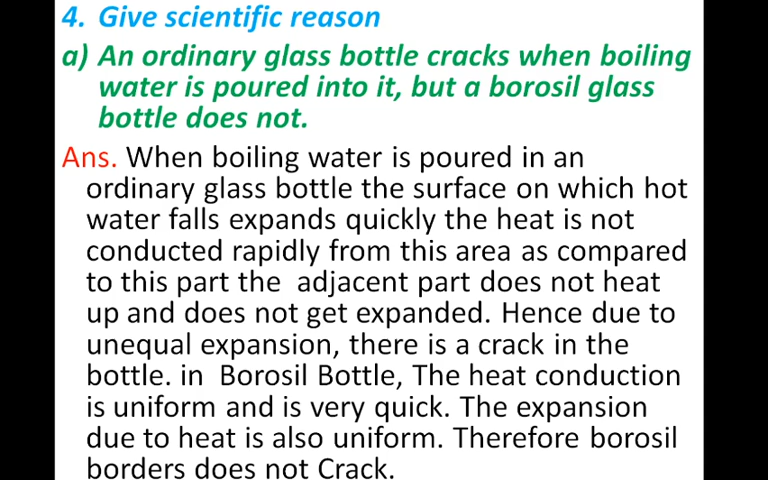 4. Give scientific reason
a) An ordinary glass bottle cracks when boiling
water is poured into it, but a borosil glass
bottle does not.
Ans. When boiling water is poured in an
ordinary glass bottle the surface on which hot
water falls expands quickly the heat is not
conducted rapidly from this area as compared
to this part the adjacent part does not heat
up and does not get expanded. Hence due to
unequal expansion, there is a crack in the
bottle. in Borosil Bottle, The heat conduction
is uniform and is very quick. The expansion
due to heat is also uniform. Therefore borosil
borders does not Crack.